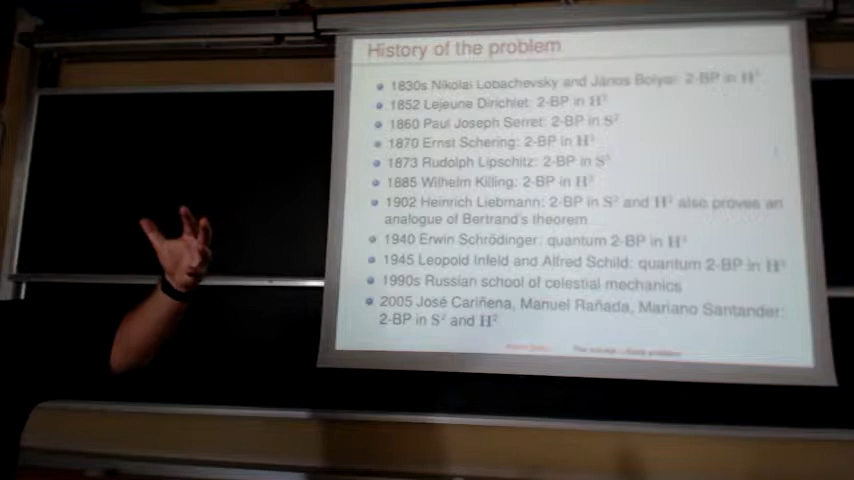 History of the problem
1830s Nikolai Lobachevsky and János Bolyai: 2-BP in H³
1852 Lejeune Dirichlet: 2-BP in H³
1860 Paul Joseph Serret: 2-BP in S²
1870 Ernst Schering: 2-BP in H³
1873 Rudolph Lipschitz: 2-BP in S³
1885 Wilhelm Killing: 2-BP in H³
1902 Heinrich Liebmann: 2-BP in S² and H² also proves an
analogue of Bertrand's theorem
1940 Erwin Schrödinger: quantum 2-BP in H³
1945 Leopold Infeld and Alfred Schild: quantum 2-BP in H³
1990s Russian school of celestial mechanics
2005 José Cariñena, Manuel Rañada, Mariano Santander:
2-BP in S² and H²